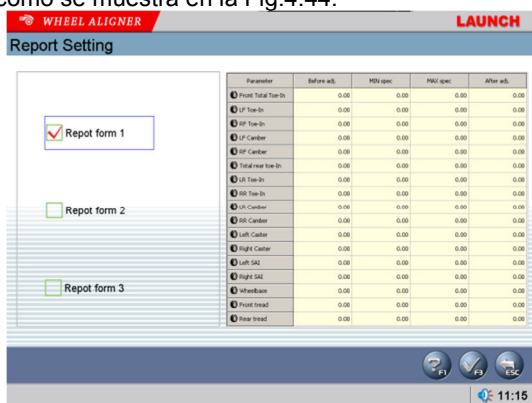 como se muestra en la Fig.4.44.
WHEEL ALIGNER LAUNCH
Report Setting
Repot form 1
Repot form 2
Repot form 3
Parameter Before adj. MIN spec MAX spec After adj.
Front Total Toe-In 0.00 0.00 0.00 0.00
LF Toe-In 0.00 0.00 0.00 0.00
RF Toe-In 0.00 0.00 0.00 0.00
LF Camber 0.00 0.00 0.00 0.00
RF Camber 0.00 0.00 0.00 0.00
Total rear toe-In 0.00 0.00 0.00 0.00
LR Toe-In 0.00 0.00 0.00 0.00
RR Toe-In 0.00 0.00 0.00 0.00
LR Camber 0.00 0.00 0.00 0.00
RR Camber 0.00 0.00 0.00 0.00
Left Caster 0.00 0.00 0.00 0.00
Right Caster 0.00 0.00 0.00 0.00
Left SAI 0.00 0.00 0.00 0.00
Right SAI 0.00 0.00 0.00 0.00
Wheelbase 0.00 0.00 0.00 0.00
Front tread 0.00 0.00 0.00 0.00
Rear tread 0.00 0.00 0.00 0.00
F1 F3 ESC
11:15